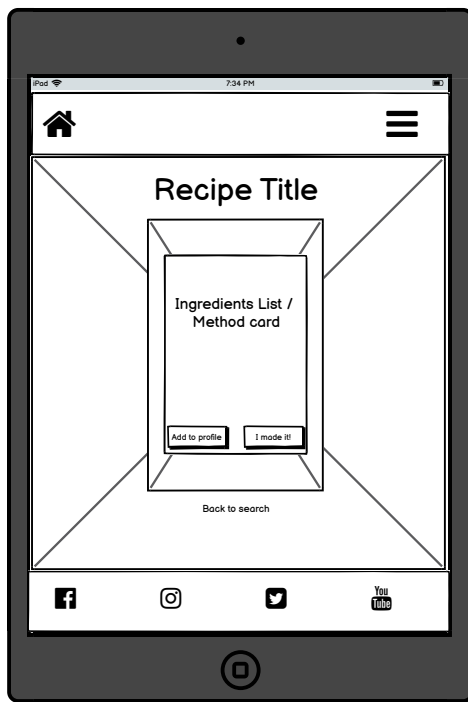 iPad
7:34 PM
Recipe Title
Ingredients List /
Method card
Add to profile
I made it!
Back to search
You
Tube